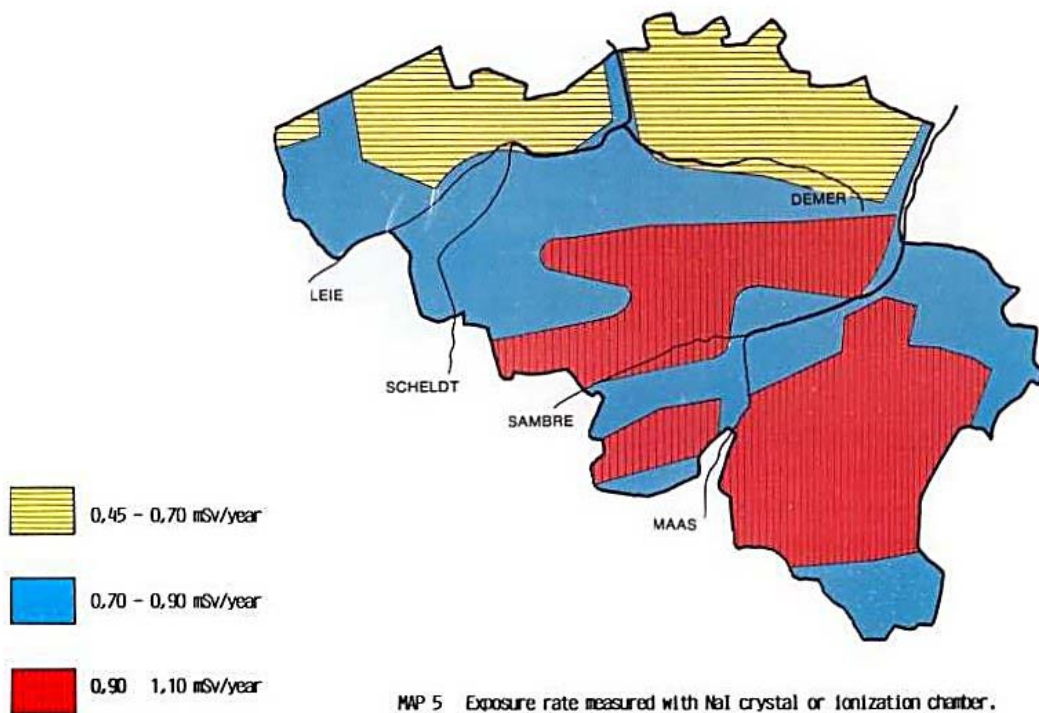 DEMER
LEIE
SCHELDT
SAMBRE
MAAS
0,45 - 0,70 mSv/year
0,70 - 0,90 mSv/year
0,90 1,10 mSv/year
MAP 5 Exposure rate measured with NaI crystal or ionization chamber.